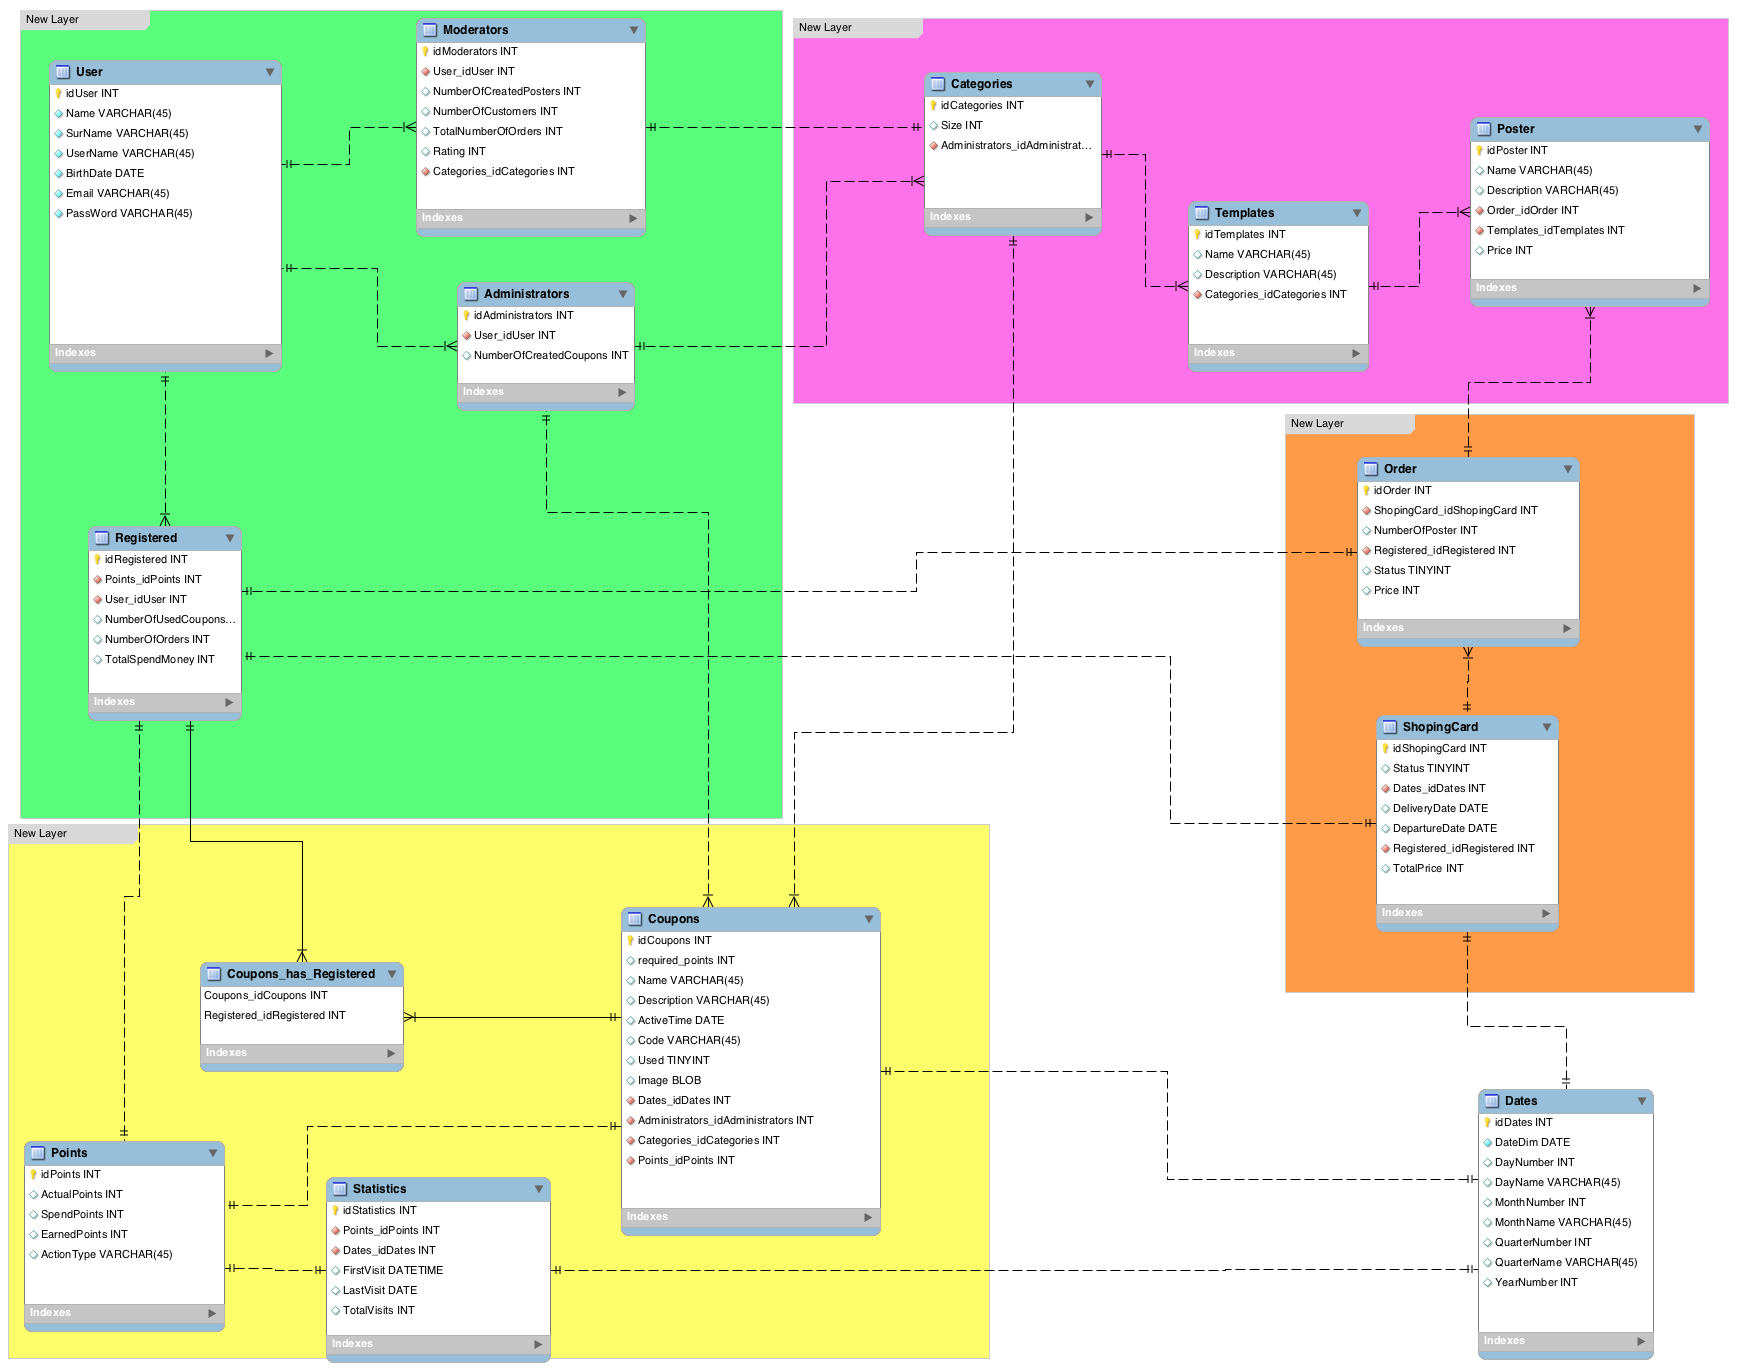 New Layer
User
idUser INT
Name VARCHAR(45)
SurName VARCHAR(45)
UserName VARCHAR(45)
BirthDate DATE
Email VARCHAR(45)
PassWord VARCHAR(45)
Indexes
Moderators
idModerators INT
User_idUser INT
NumberOfCreatedPosters INT
NumberOfCustomers INT
TotalNumberOfOrders INT
Rating INT
Categories_idCategories INT
Indexes
Administrators
idAdministrators INT
User_idUser INT
NumberOfCreatedCoupons INT
Indexes
Registered
idRegistered INT
Points_idPoints INT
User_idUser INT
NumberOfUsedCoupons...
NumberOfOrders INT
TotalSpendMoney INT
Indexes
New Layer
Categories
idCategories INT
Size INT
Administrators_idAdministrat...
Indexes
Templates
idTemplates INT
Name VARCHAR(45)
Description VARCHAR(45)
Categories_idCategories INT
Indexes
Poster
idPoster INT
Name VARCHAR(45)
Description VARCHAR(45)
Order_idOrder INT
Templates_idTemplates INT
Price INT
Indexes
New Layer
Order
idOrder INT
ShopingCard_idShopingCard INT
NumberOfPoster INT
Registered_idRegistered INT
Status TINYINT
Price INT
Indexes
ShopingCard
idShopingCard INT
Status TINYINT
Dates_idDates INT
DeliveryDate DATE
DepartureDate DATE
Registered_idRegistered INT
TotalPrice INT
Indexes
New Layer
Coupons_has_Registered
Coupons_idCoupons INT
Registered_idRegistered INT
Indexes
Coupons
idCoupons INT
required_points INT
Name VARCHAR(45)
Description VARCHAR(45)
ActiveTime DATE
Code VARCHAR(45)
Used TINYINT
Image BLOB
Dates_idDates INT
Administrators_idAdministrators INT
Categories_idCategories INT
Points_idPoints INT
Indexes
Points
idPoints INT
ActualPoints INT
SpendPoints INT
EarnedPoints INT
ActionType VARCHAR(45)
Indexes
Statistics
idStatistics INT
Points_idPoints INT
Dates_idDates INT
FirstVisit DATETIME
LastVisit DATE
TotalVisits INT
Indexes
Dates
idDates INT
DateDim DATE
DayNumber INT
DayName VARCHAR(45)
MonthNumber INT
MonthName VARCHAR(45)
QuarterNumber INT
QuarterName VARCHAR(45)
YearNumber INT
Indexes